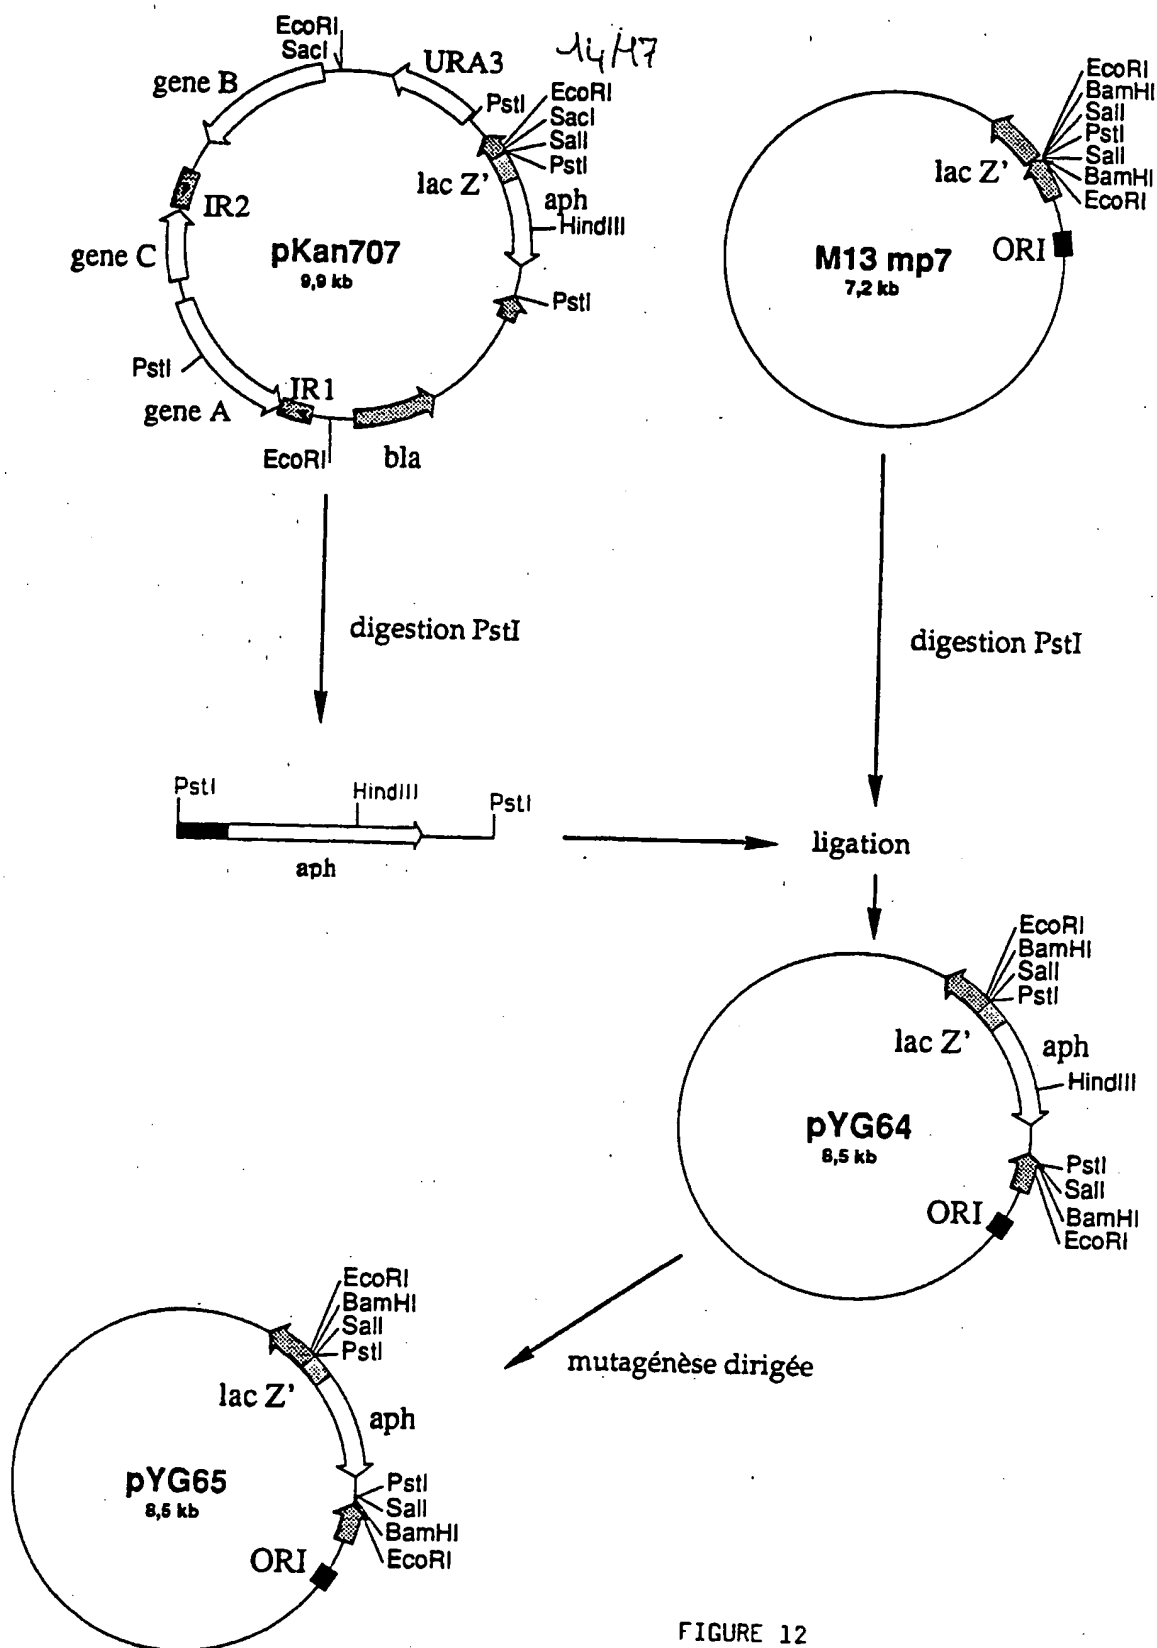 14/17
EcoRI
SacI
gene B
URA3
PstI
EcoRI
SacI
SalI
PstI
lac Z'
aph
HindIII
IR2
gene C
pKan707
9,9 kb
PstI
PstI
gene A
IR1
EcoRI
bla
EcoRI
BamHI
SalI
PstI
SalI
BamHI
EcoRI
lac Z'
ORI
M13 mp7
7,2 kb
digestion PstI
digestion PstI
PstI
HindIII
PstI
aph
ligation
EcoRI
BamHI
SalI
PstI
lac Z'
aph
HindIII
pYG64
8,5 kb
PstI
SalI
BamHI
EcoRI
ORI
mutagénèse dirigée
EcoRI
BamHI
SalI
PstI
lac Z'
aph
pYG65
8,5 kb
PstI
SalI
BamHI
EcoRI
ORI
FIGURE 12